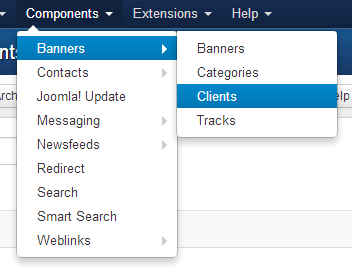 Components Extensions Help
Banners
Contacts
Joomla! Update
Messaging
Newsfeeds
Redirect
Search
Smart Search
Weblinks
Banners
Categories
Clients
Tracks